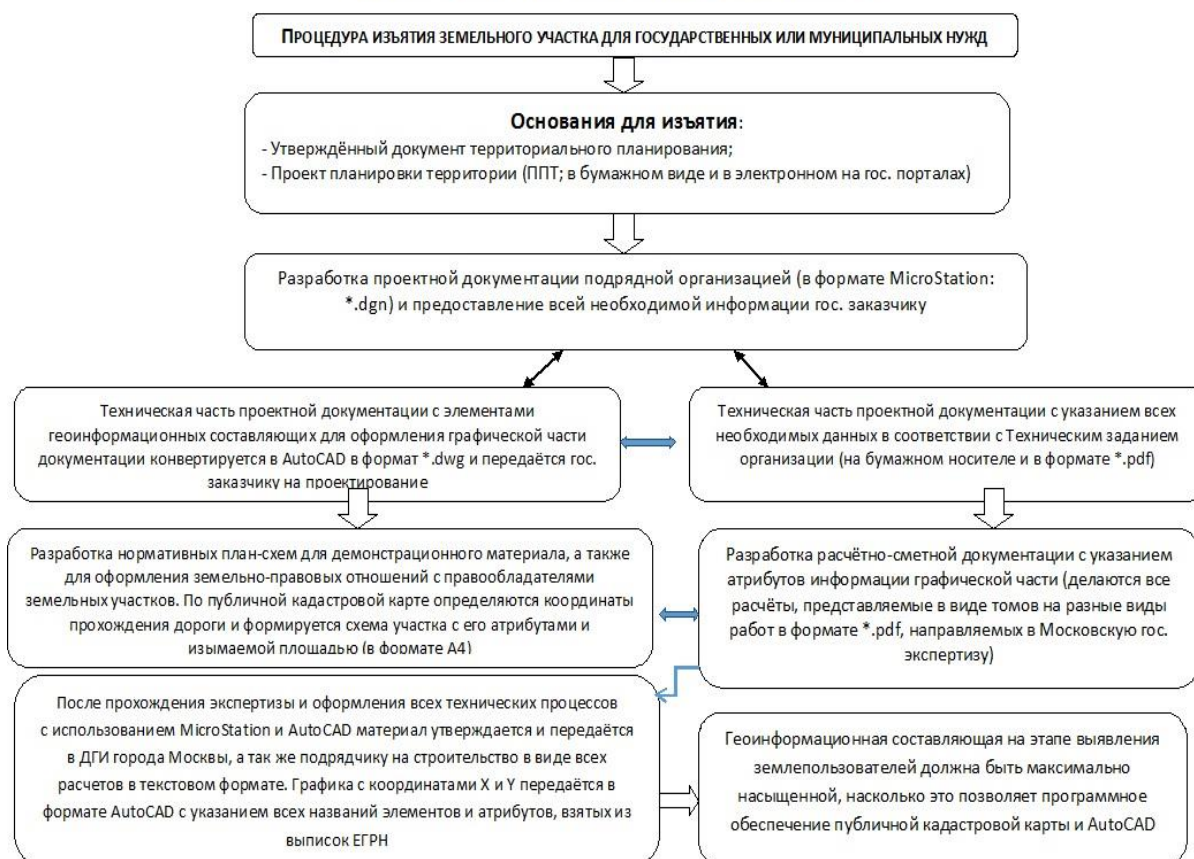 ПРОЦЕДУРА ИЗЪЯТИЯ ЗЕМЕЛЬНОГО УЧАСТКА ДЛЯ ГОСУДАРСТВЕННЫХ ИЛИ МУНИЦИПАЛЬНЫХ НУЖД
Основания для изъятия:
- Утверждённый документ территориального планирования;
- Проект планировки территории (ППТ; в бумажном виде и в электронном на гос. порталах)
Разработка проектной документации подрядной организацией (в формате MicroStation:
*.dgn) и предоставление всей необходимой информации гос. заказчику
Техническая часть проектной документации с элементами
геоинформационных составляющих для оформления графической части
документации конвертируется в AutoCAD в формат *.dwg и передаётся гос.
заказчику на проектирование
Техническая часть проектной документации с указанием всех
необходимых данных в соответствии с Техническим заданием
организации (на бумажном носителе и в формате *.pdf)
Разработка нормативных план-схем для демонстрационного материала, а также
для оформления земельно-правовых отношений с правообладателями
земельных участков. По публичной кадастровой карте определяются координаты
прохождения дороги и формируется схема участка с его атрибутами и
изымаемой площадью (в формате А4)
Разработка расчётно-сметной документации с указанием
атрибутов информации графической части (делаются все
расчёты, представляемые в виде томов на разные виды
работ в формате *.pdf, направляемых в Московскую гос.
экспертизу)
После прохождения экспертизы и оформления всех технических процессов
с использованием MicroStation и AutoCAD материал утверждается и передаётся
в ДГИ города Москвы, а так же подрядчику на строительство в виде всех
расчетов в текстовом формате. Графика с координатами X и Y передаётся в
формате AutoCAD с указанием всех названий элементов и атрибутов, взятых из
выписок ЕГРН
Геоинформационная составляющая на этапе выявления
землепользователей должна быть максимально
насыщенной, насколько это позволяет программное
обеспечение публичной кадастровой карты и AutoCAD